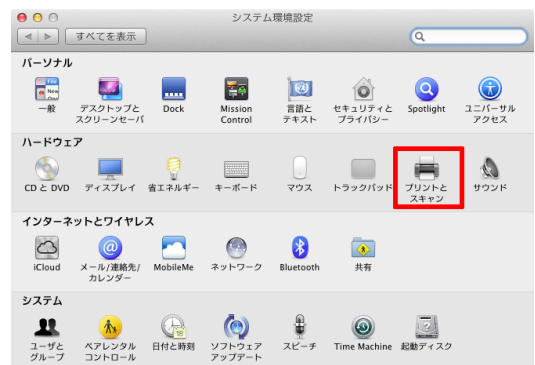 システム環境設定
すべてを表示
パーソナル
一般
デスクトップと
スクリーンセーバ
Dock
Mission
Control
言語と
テキスト
セキュリティと
プライバシー
Spotlight
ユニバーサル
アクセス
ハードウェア
CD と DVD
ディスプレイ
省エネルギー
キーボード
マウス
トラックパッド
プリントと
スキャン
サウンド
インターネットとワイヤレス
iCloud
メール/連絡先/
カレンダー
MobileMe
ネットワーク
Bluetooth
共有
システム
ユーザと
グループ
ペアレンタル
コントロール
日付と時刻
ソフトウェア
アップデート
スピーチ
Time Machine
起動ディスク